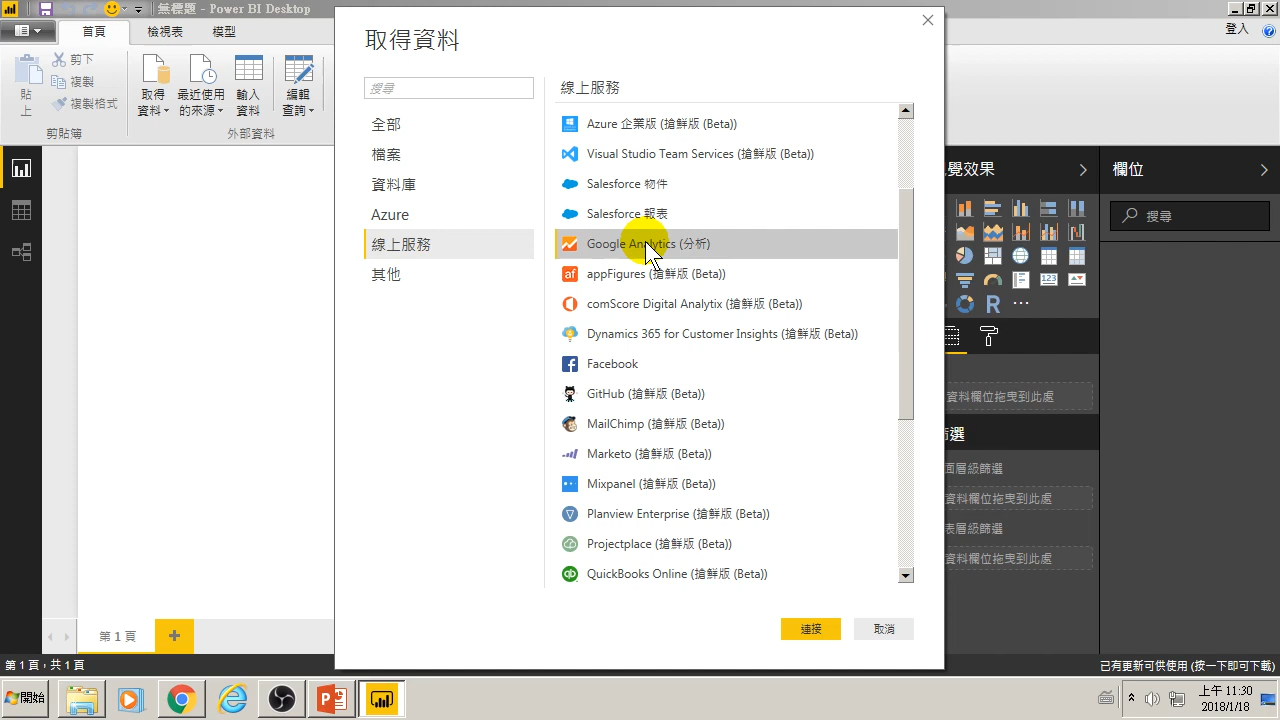 無標題 - Power BI Desktop
首頁
檢視表
模型
登入
貼上
剪下
複製
複製格式
剪貼簿
取得資料
最近使用的來源
輸入資料
編輯查詢
外部資料
取得資料
搜尋
全部
檔案
資料庫
Azure
線上服務
其他
線上服務
Azure 企業版 (搶鮮版 (Beta))
Visual Studio Team Services (搶鮮版 (Beta))
Salesforce 物件
Salesforce 報表
Google Analytics (分析)
appFigures (搶鮮版 (Beta))
comScore Digital Analytix (搶鮮版 (Beta))
Dynamics 365 for Customer Insights (搶鮮版 (Beta))
Facebook
GitHub (搶鮮版 (Beta))
MailChimp (搶鮮版 (Beta))
Marketo (搶鮮版 (Beta))
Mixpanel (搶鮮版 (Beta))
Planview Enterprise (搶鮮版 (Beta))
Projectplace (搶鮮版 (Beta))
QuickBooks Online (搶鮮版 (Beta))
連接
取消
覺效果
欄位
搜尋
資料欄位拖曳到此處
篩選
面層級篩選
資料欄位拖曳到此處
表層級篩選
資料欄位拖曳到此處
第 1 頁
第 1 頁，共 1 頁
已有更新可供使用 (按一下即可下載)
開始
上午 11:30
2018/1/18